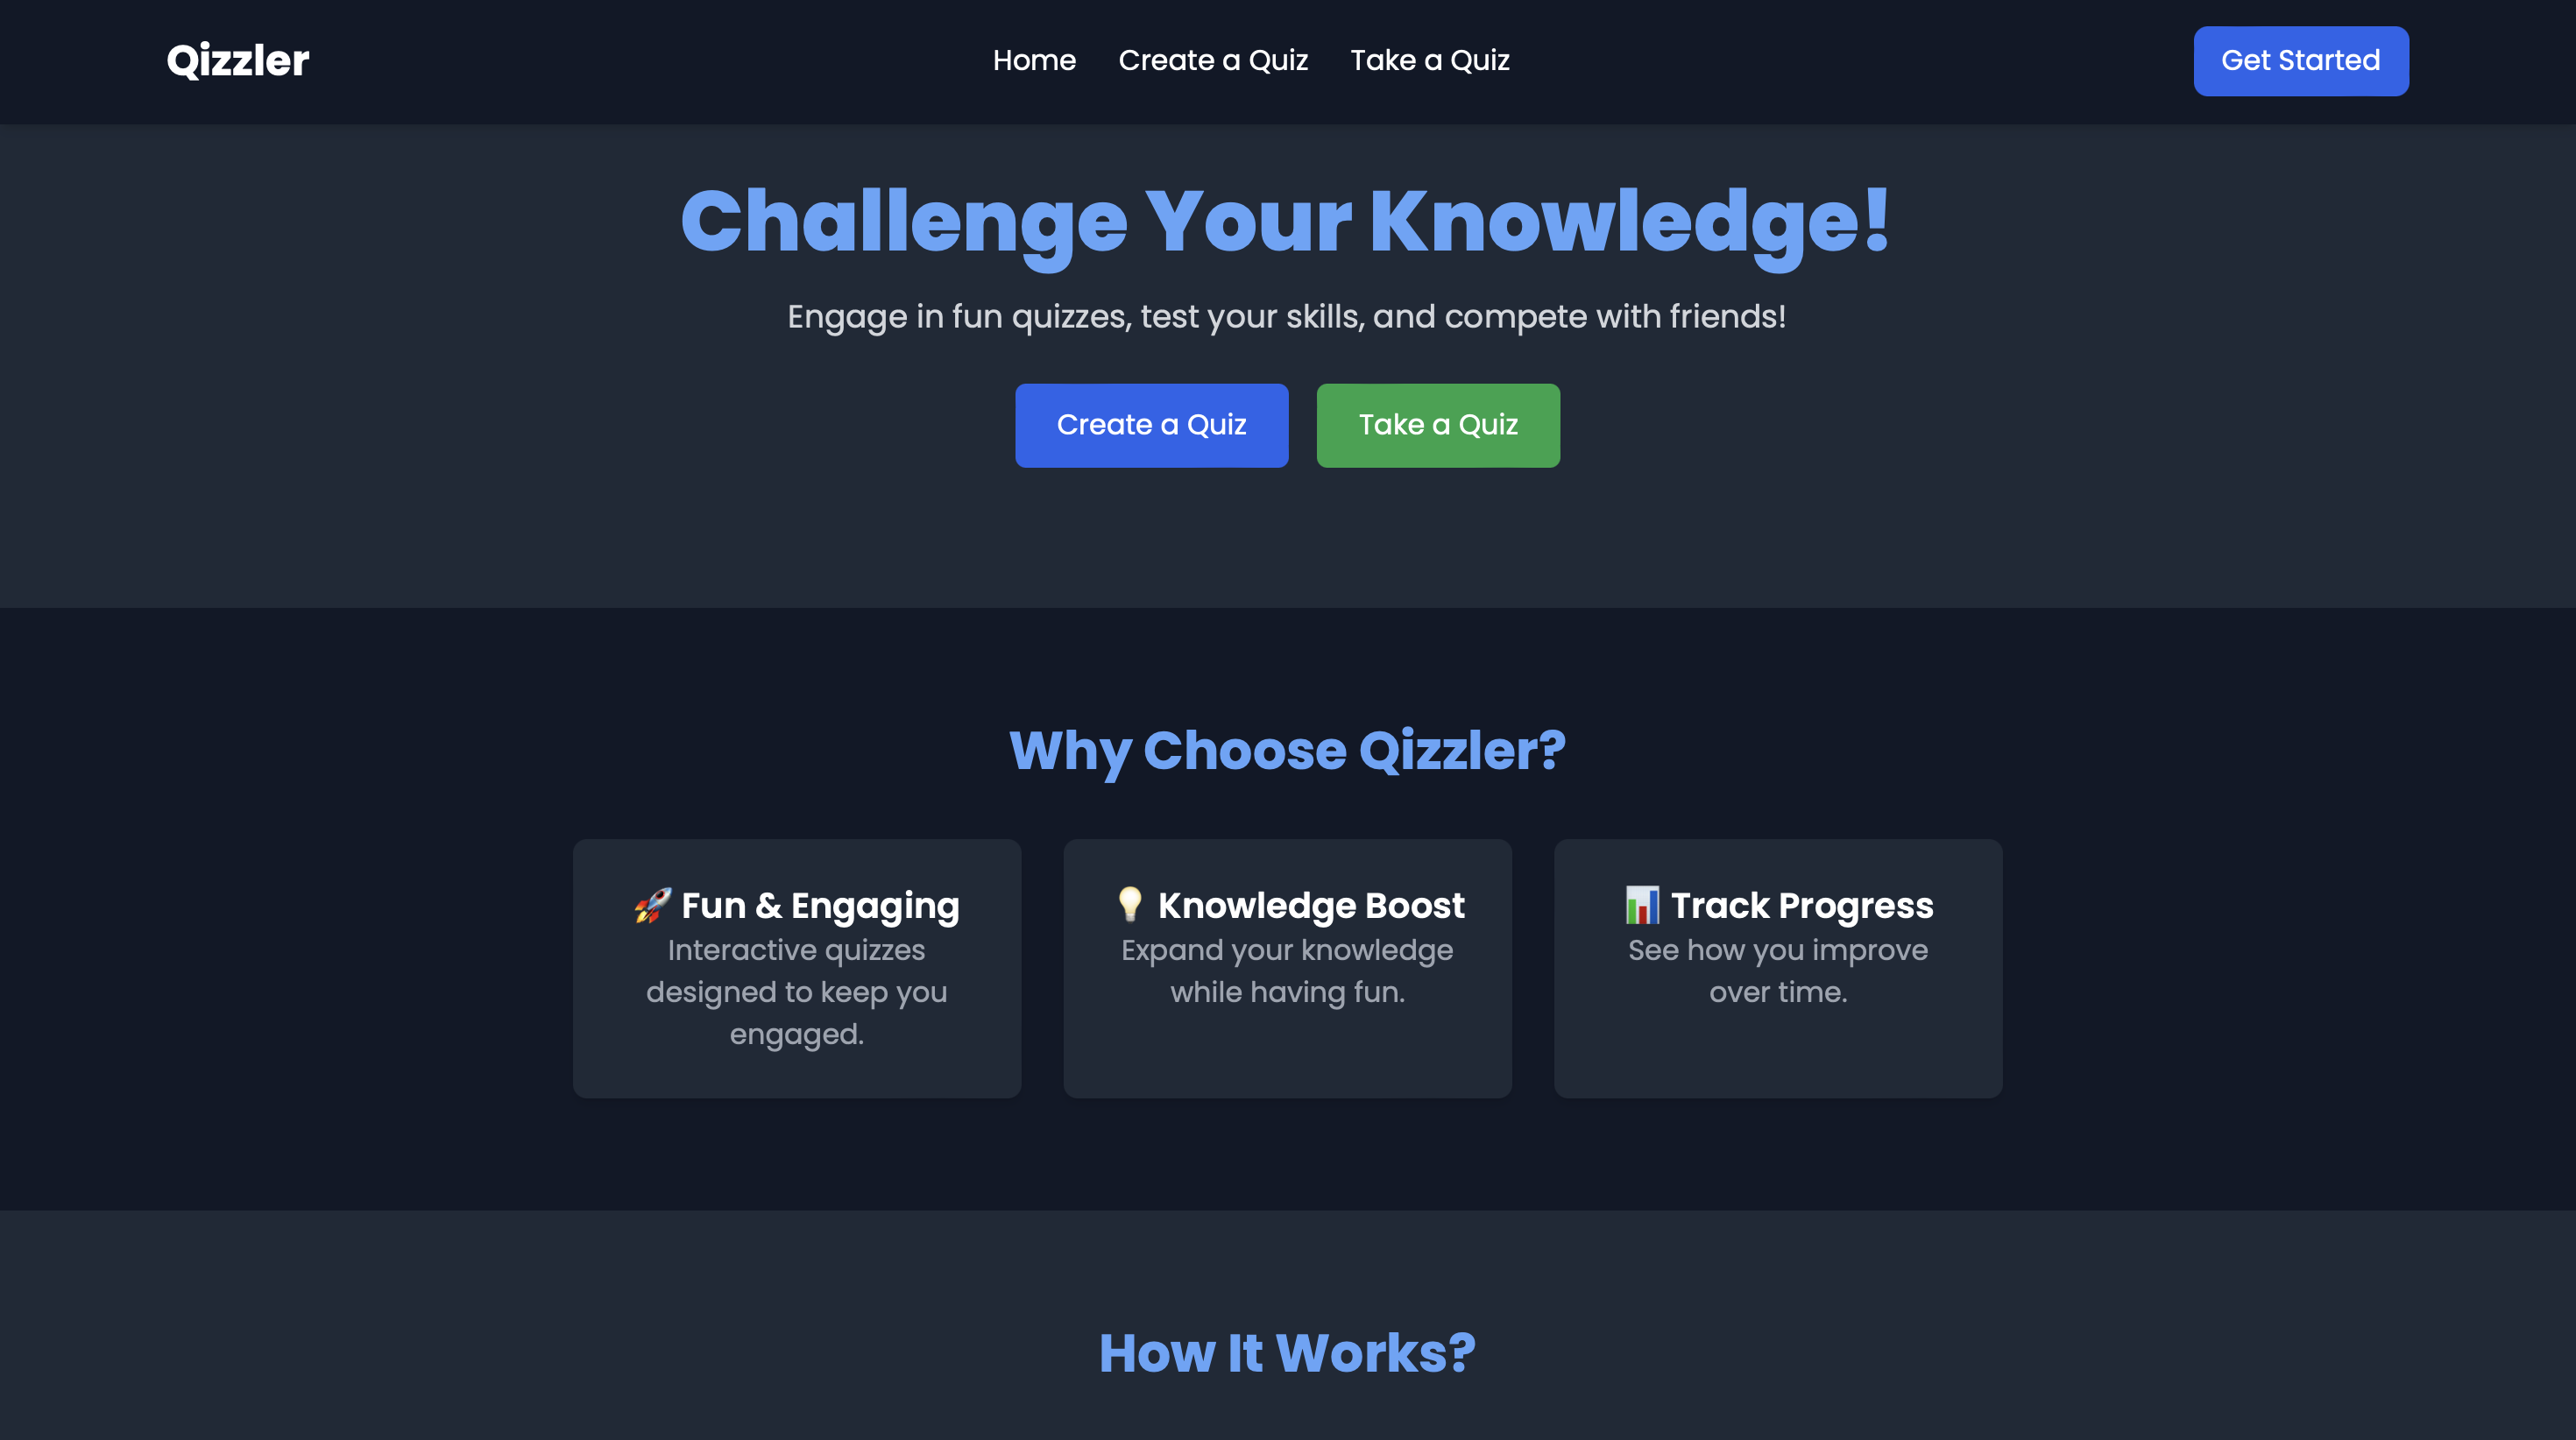 Qizzler
Home
Create a Quiz
Take a Quiz
Get Started
Challenge Your Knowledge!
Engage in fun quizzes, test your skills, and compete with friends!
Create a Quiz
Take a Quiz
Why Choose Qizzler?
🚀 Fun & Engaging
Interactive quizzes
designed to keep you
engaged.
💡 Knowledge Boost
Expand your knowledge
while having fun.
📊 Track Progress
See how you improve
over time.
How It Works?